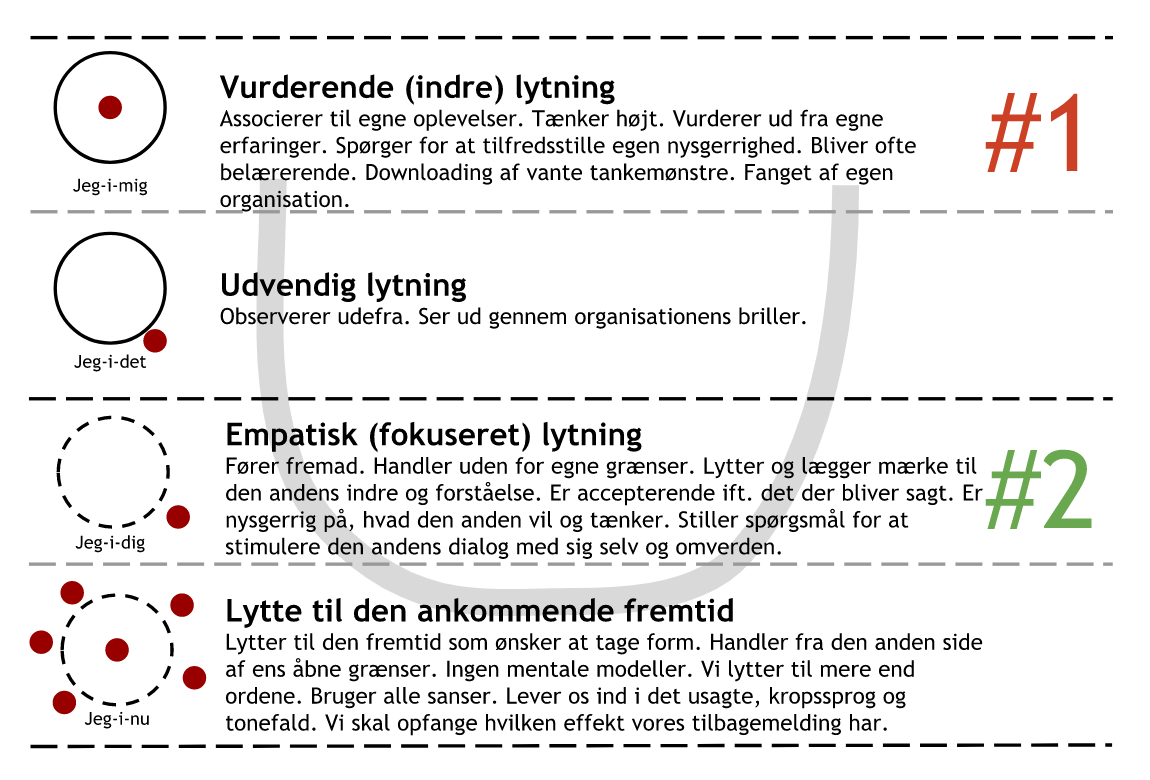 Vurderende (indre) lytning
Associerer til egne oplevelser. Tænker højt. Vurderer ud fra egne
erfaringer. Spørger for at tilfredsstille egen nysgerrighed. Bliver ofte
belærerende. Downloading af vante tankemønstre. Fanget af egen
organisation.
Jeg-i-mig
#1
Udvendig lytning
Observerer udefra. Ser ud gennem organisationens briller.
Jeg-i-det
Empatisk (fokuseret) lytning
Fører fremad. Handler uden for egne grænser. Lytter og lægger mærke til
den andens indre og forståelse. Er accepterende ift. det der bliver sagt. Er
nysgerrig på, hvad den anden vil og tænker. Stiller spørgsmål for at
stimulere den andens dialog med sig selv og omverden.
Jeg-i-dig
#2
Lytte til den ankommende fremtid
Lytter til den fremtid som ønsker at tage form. Handler fra den anden side
af ens åbne grænser. Ingen mentale modeller. Vi lytter til mere end
ordene. Bruger alle sanser. Lever os ind i det usagte, kropssprog og
tonefald. Vi skal opfange hvilken effekt vores tilbagemelding har.
Jeg-i-nu